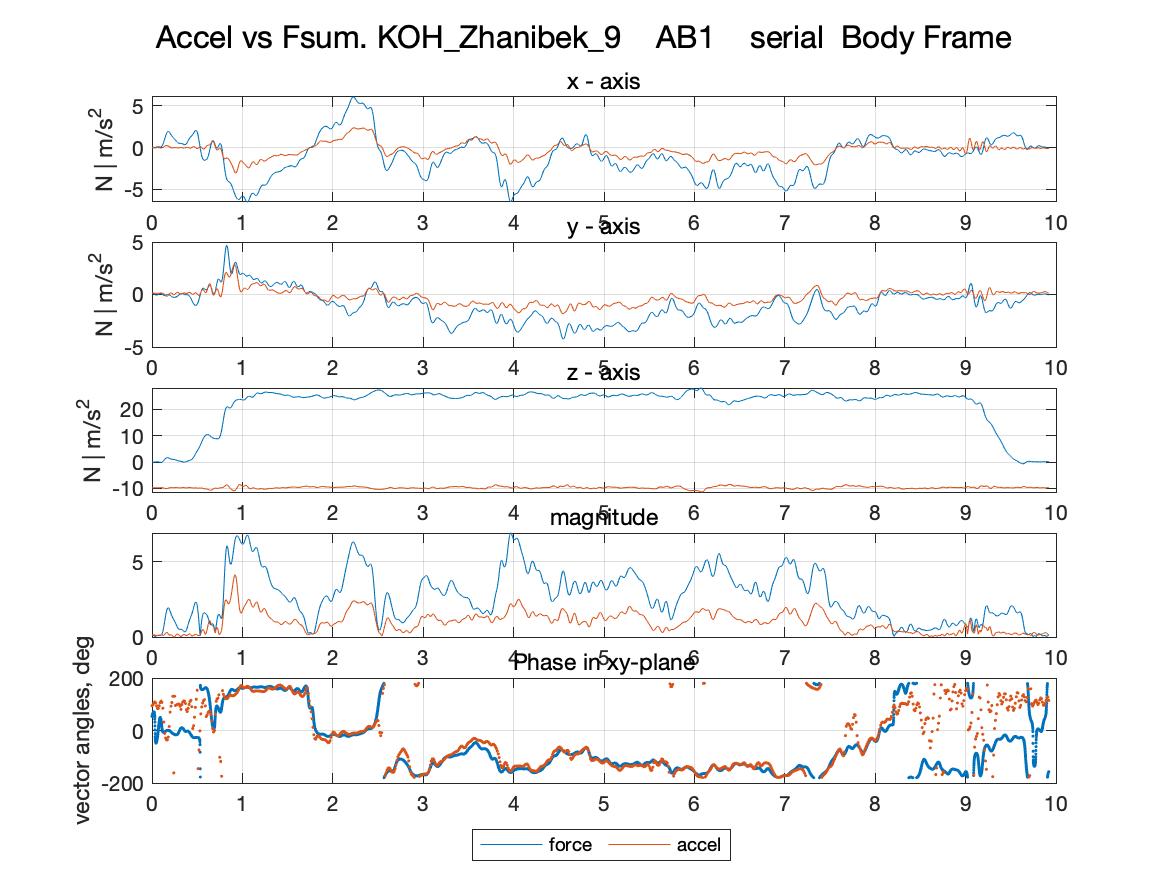 Accel vs Fsum. KOH_Zhanibek_9 AB1 serial Body Frame
x - axis
N | m/s2
5
0
-5
0 1 2 3 4 5 6 7 8 9 10
y - axis
N | m/s2
5
0
-5
0 1 2 3 4 5 6 7 8 9 10
z - axis
N | m/s2
20
10
0
-10
0 1 2 3 4 5 6 7 8 9 10
magnitude
5
0
0 1 2 3 4 5 6 7 8 9 10
Phase in xy-plane
vector angles, deg
200
0
-200
0 1 2 3 4 5 6 7 8 9 10
force accel